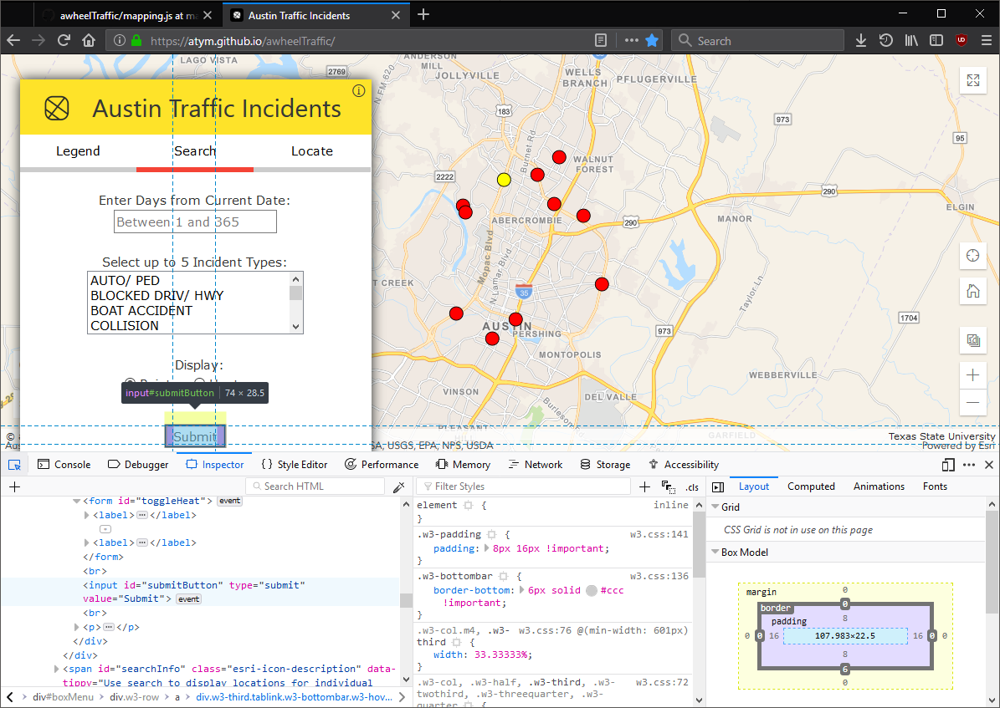 awheelTraffic/mapping.js at ma
Austin Traffic Incidents
https://atym.github.io/awheelTraffic/
Search
LAGO VISTA
2769
ANDERSON
MILL
JOLLYVILLE
WELLS
BRANCH
PFLUGERVILLE
N FM 620
Austin Traffic Incidents
Legend
Search
Locate
183
973
95
Burnet Rd
WALNUT
FOREST
2222
Enter Days from Current Date:
Between 1 and 365
290
ELGIN
ABERCROMBIE
290
MANOR
Select up to 5 Incident Types:
AUTO/ PED
BLOCKED DRIV/ HWY
BOAT ACCIDENT
COLLISION
Mopac Blvd
N Lamar Blvd
T CREEK
35
Taylor Ln
1704
AUSTIN
PERSHING
973
MONTOPOLIS
Display:
WEBBERVILLE
VINSON
DEL VALLE
input#submitButton 74 × 28.5
Burleson
PLEASANT
HILL
GARFIELD
Submit
©
Texas State University
Aus
SA, USGS, EPA, NPS, USDA
Powered by Esri
Console
Debugger
Inspector
Style Editor
Performance
Memory
Network
Storage
Accessibility
Search HTML
Filter Styles
.cls
Layout
Computed
Animations
Fonts
<form id="toggleHeat"> event
<label> ⋯ </label>
<label> ⋯ </label>
</form>
<br>
<input id="submitButton" type="submit"
value="Submit"> event
<br>
<p> ⋯ </p>
</div>
</div>
<span id="searchInfo" class="esri-icon-description" data-
tippy="Use search to display locations for individual
div#boxMenu
div.w3-row
a
div.w3-third.tablink.w3-bottombar.w3-hov…
element { inline
}
.w3-padding { w3.css:141
padding: 8px 16px !important;
}
.w3-bottombar { w3.css:136
border-bottom: 6px solid #ccc
!important;
}
.w3-col.m4, .w3- w3.css:76 @(min-width: 601px)
third {
width: 33.33333%;
}
.w3-col, .w3-half, .w3-third, w3.css:72
.w3-twothird, .w3-threequarter, .w3-
quarter {
Grid
CSS Grid is not in use on this page
Box Model
margin
0
border
0
padding
8
0 0 16 107.983×22.5 16 0 0
8
6
0